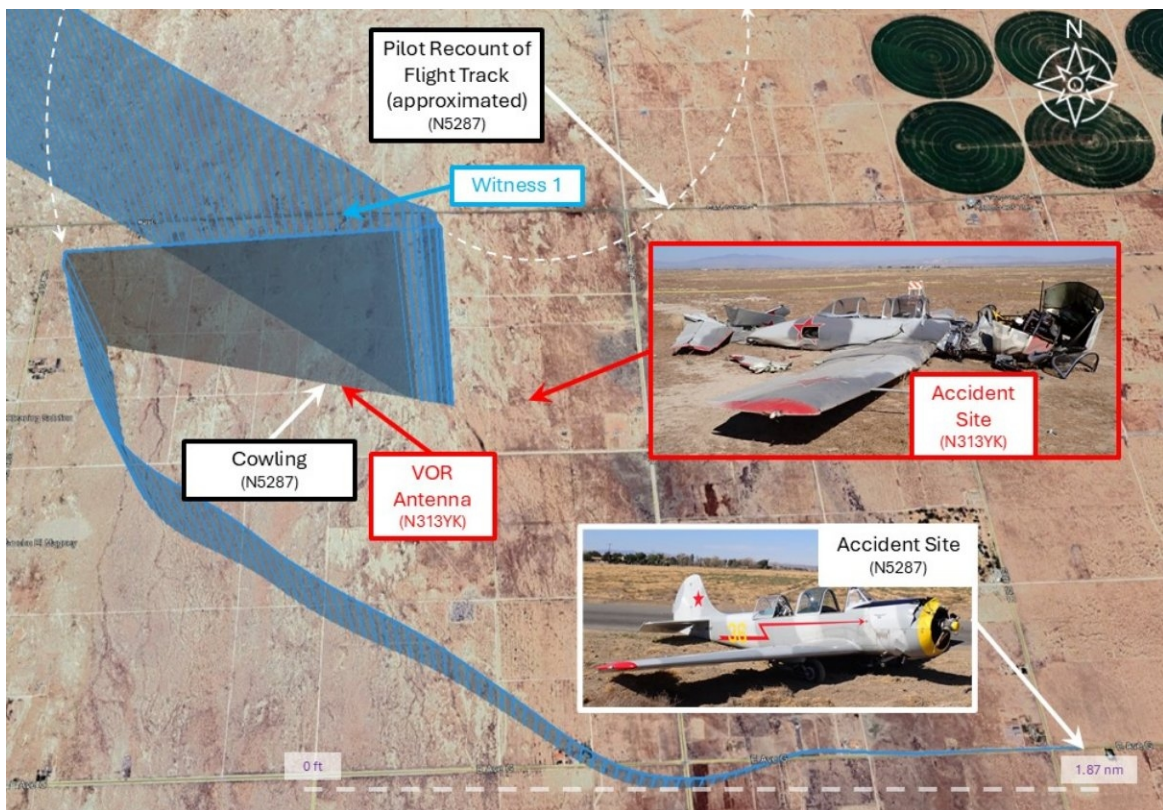 N
Pilot Recount of
Flight Track
(approximated)
(N5287)
Witness 1
Accident
Site
(N313YK)
Cowling
(N5287)
VOR
Antenna
(N313YK)
Accident Site
(N5287)
08
0 ft
1.87 nm